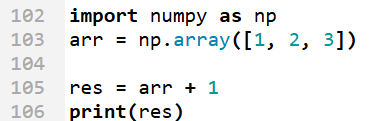 102 import numpy as np
103 arr = np.array([1, 2, 3])
104
105 res = arr + 1
106 print(res)